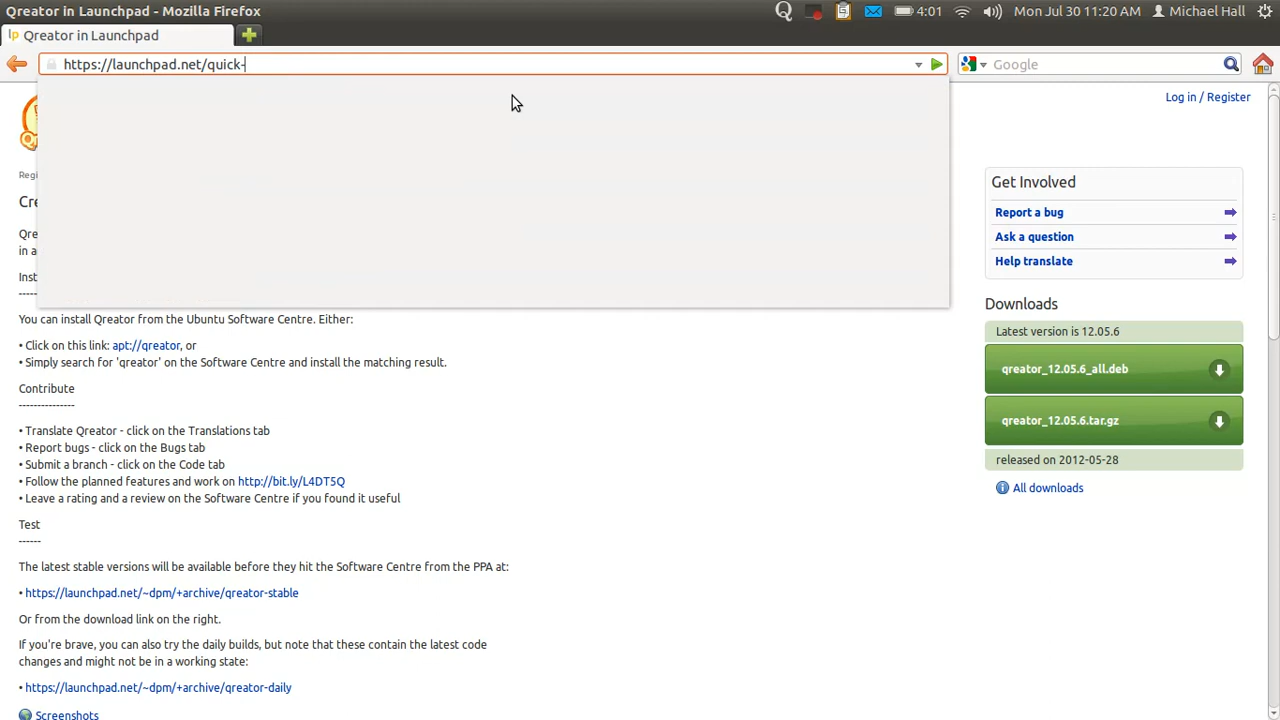 Qreator in Launchpad - Mozilla Firefox
4:01
Mon Jul 30 11:20 AM
Michael Hall
Qreator in Launchpad
https://launchpad.net/quick-
Google
Log in / Register
Regi
Cre
Qre
in a
Inst
--
You can install Qreator from the Ubuntu Software Centre. Either:
• Click on this link: apt://qreator, or
• Simply search for 'qreator' on the Software Centre and install the matching result.
Contribute
---------------
• Translate Qreator - click on the Translations tab
• Report bugs - click on the Bugs tab
• Submit a branch - click on the Code tab
• Follow the planned features and work on http://bit.ly/L4DT5Q
• Leave a rating and a review on the Software Centre if you found it useful
Test
------
The latest stable versions will be available before they hit the Software Centre from the PPA at:
• https://launchpad.net/~dpm/+archive/qreator-stable
Or from the download link on the right.
If you're brave, you can also try the daily builds, but note that these contain the latest code
changes and might not be in a working state:
• https://launchpad.net/~dpm/+archive/qreator-daily
Screenshots
Get Involved
Report a bug
Ask a question
Help translate
Downloads
Latest version is 12.05.6
qreator_12.05.6_all.deb
qreator_12.05.6.tar.gz
released on 2012-05-28
All downloads